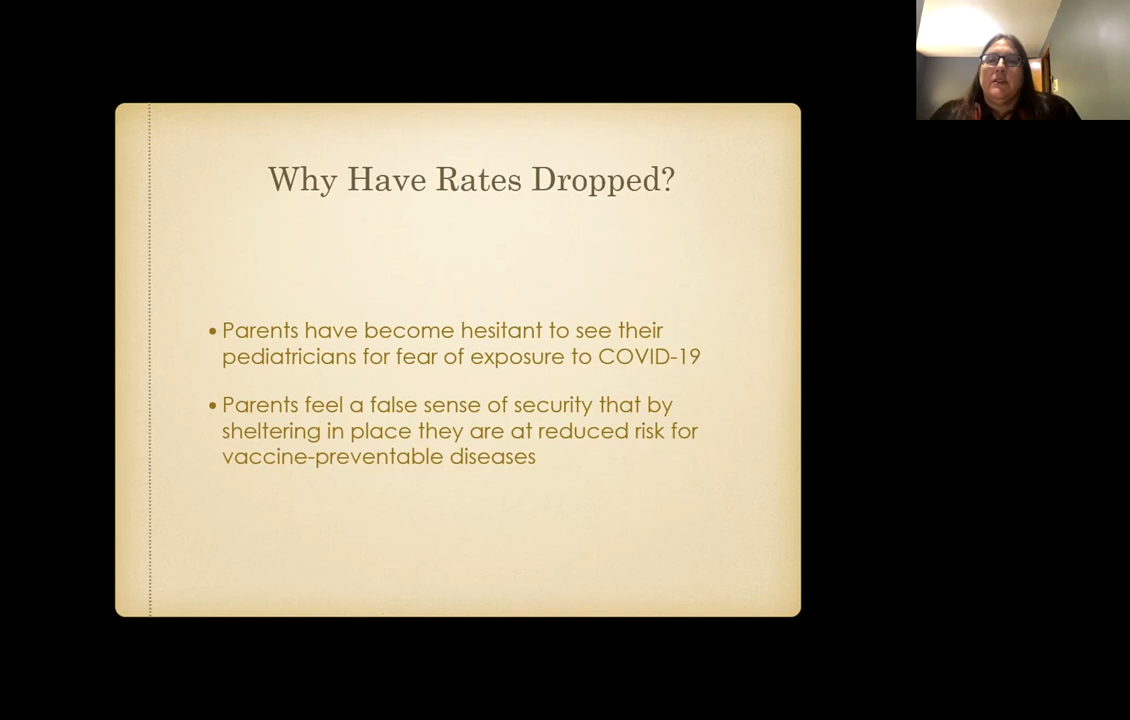 Why Have Rates Dropped?
• Parents have become hesitant to see their
pediatricians for fear of exposure to COVID-19
• Parents feel a false sense of security that by
sheltering in place they are at reduced risk for
vaccine-preventable diseases